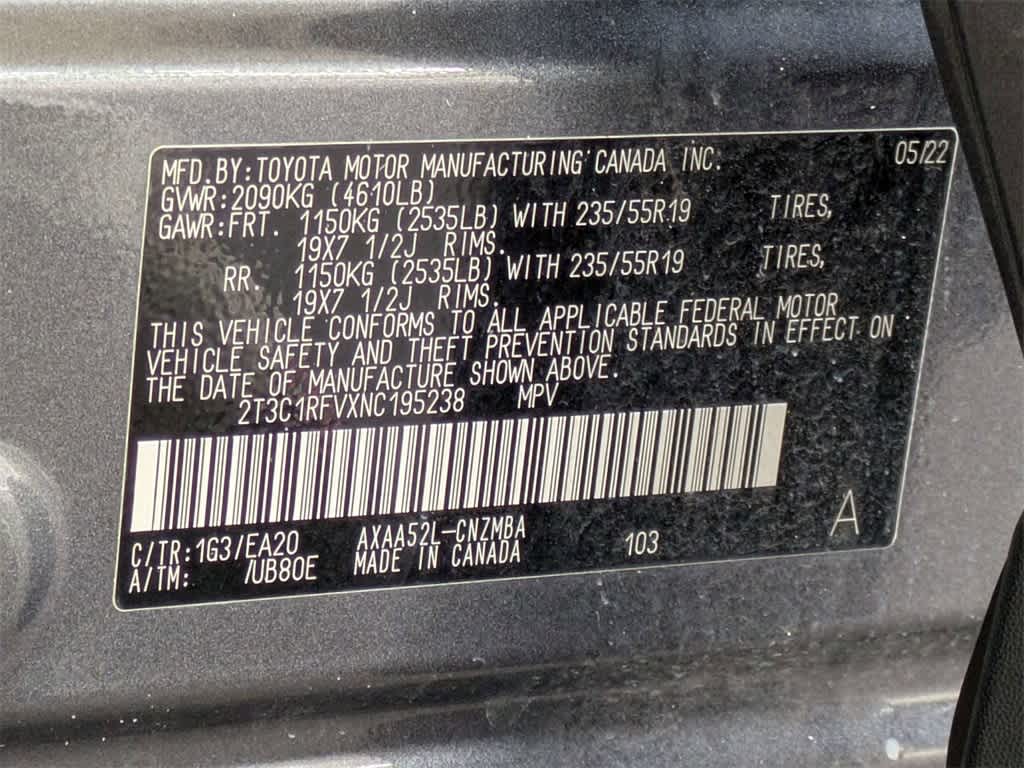 MFD.BY:TOYOTA MOTOR MANUFACTURING CANADA INC. 05/22
GVWR:2090KG (4610LB)
GAWR:FRT. 1150KG (2535LB) WITH 235/55R19 TIRES,
19X7 1/2J RIMS.
RR. 1150KG (2535LB) WITH 235/55R19 TIRES,
19X7 1/2J RIMS.
THIS VEHICLE CONFORMS TO ALL APPLICABLE FEDERAL MOTOR
VEHICLE SAFETY AND THEFT PREVENTION STANDARDS IN EFFECT ON
THE DATE OF MANUFACTURE SHOWN ABOVE.
2T3C1RFVXNC195238 MPV
C/TR:1G3/EA20 AXAA52L-CNZMBA 103 A
A/TM: /UB80E MADE IN CANADA